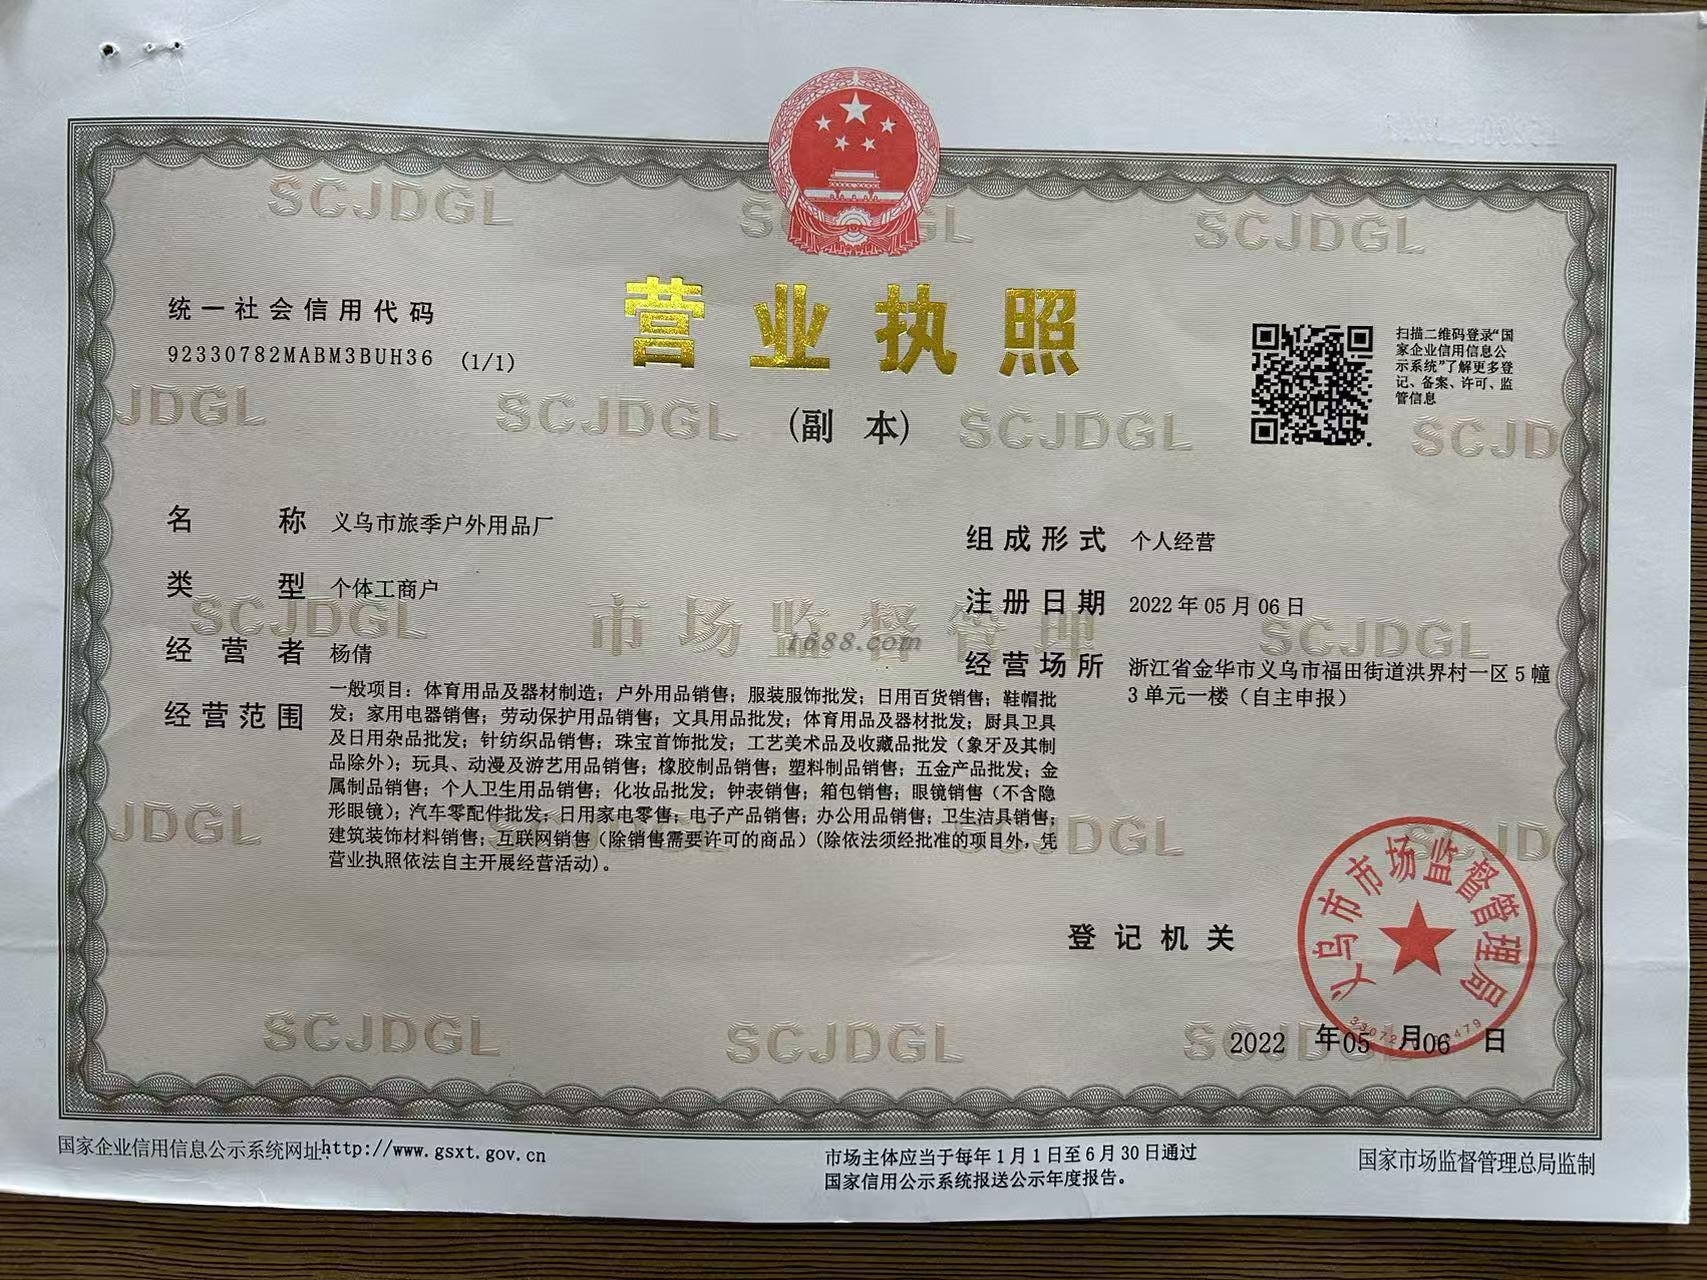 SCJDGL
SCJDGL
统一社会信用代码
92330782MABM3BUH36 (1/1)
营业执照
(副本)
扫描二维码登录“国
家企业信用信息公
示系统”了解更多登
记、备案、许可、监
管信息
JDGL
SCJDGL
SCJDGL
SCJD
名称 义乌市旅季户外用品厂
类型 个体工商户
经营者 杨倩
经营范围 一般项目：体育用品及器材制造；户外用品销售；服装服饰批发；日用百货销售；鞋帽批
发；家用电器销售；劳动保护用品销售；文具用品批发；体育用品及器材批发；厨具卫具
及日用杂品批发；针纺织品销售；珠宝首饰批发；工艺美术品及收藏品批发（象牙及其制
品除外）；玩具、动漫及游艺用品销售；橡胶制品销售；塑料制品销售；五金产品批发；金
属制品销售；个人卫生用品销售；化妆品批发；钟表销售；箱包销售；眼镜销售（不含隐
形眼镜）；汽车零配件批发；日用家电零售；电子产品销售；办公用品销售；卫生洁具销售；
建筑装饰材料销售；互联网销售（除销售需要许可的商品）(除依法须经批准的项目外，凭
营业执照依法自主开展经营活动)。
组成形式 个人经营
注册日期 2022年05月06日
经营场所 浙江省金华市义乌市福田街道洪界村一区5幢
3单元一楼（自主申报）
SCJDGL
市场监督管理
SCJDGL
1688.com
JDGL
登记机关
义乌市市场监督管理局
2022 年05 月06 日
SCJDGL
SCJDGL
国家企业信用信息公示系统网址:http://www.gsxt.gov.cn
市场主体应当于每年1月1日至6月30日通过
国家信用公示系统报送公示年度报告。
国家市场监督管理总局监制